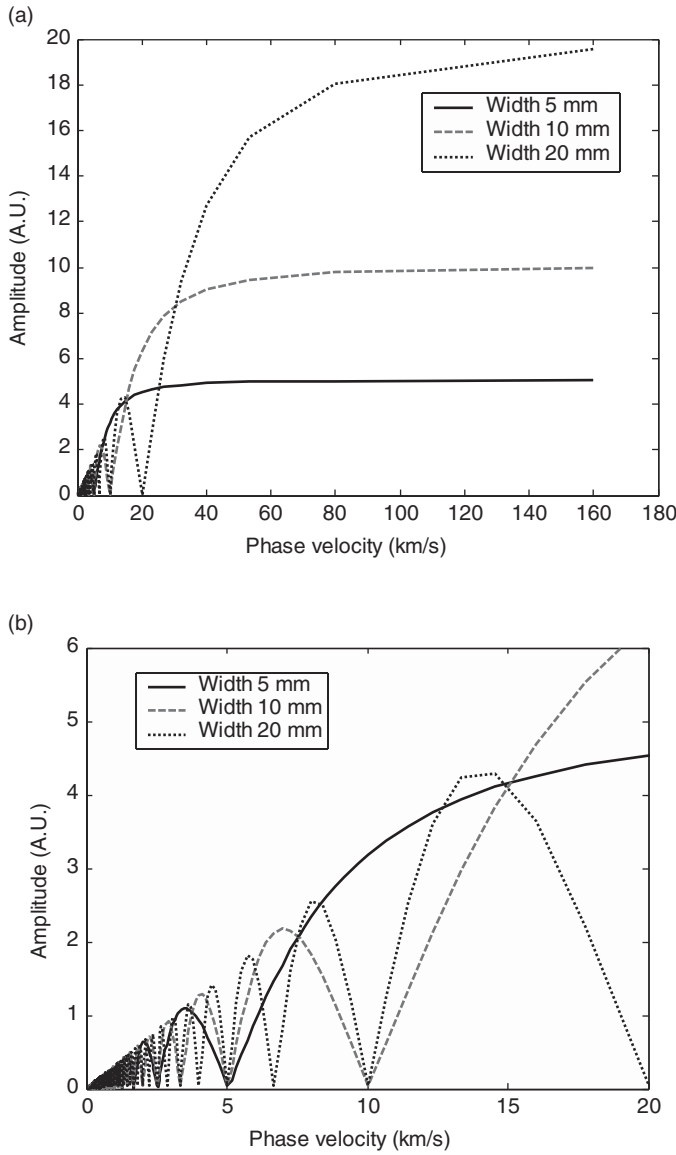 (a)
20
18
16
14
12
10
8
6
4
2
0
Amplitude (A.U.)
Width 5 mm
Width 10 mm
Width 20 mm
0 20 40 60 80 100 120 140 160 180
Phase velocity (km/s)
(b)
6
5
4
3
2
1
0
Amplitude (A.U.)
Width 5 mm
Width 10 mm
Width 20 mm
0 5 10 15 20
Phase velocity (km/s)